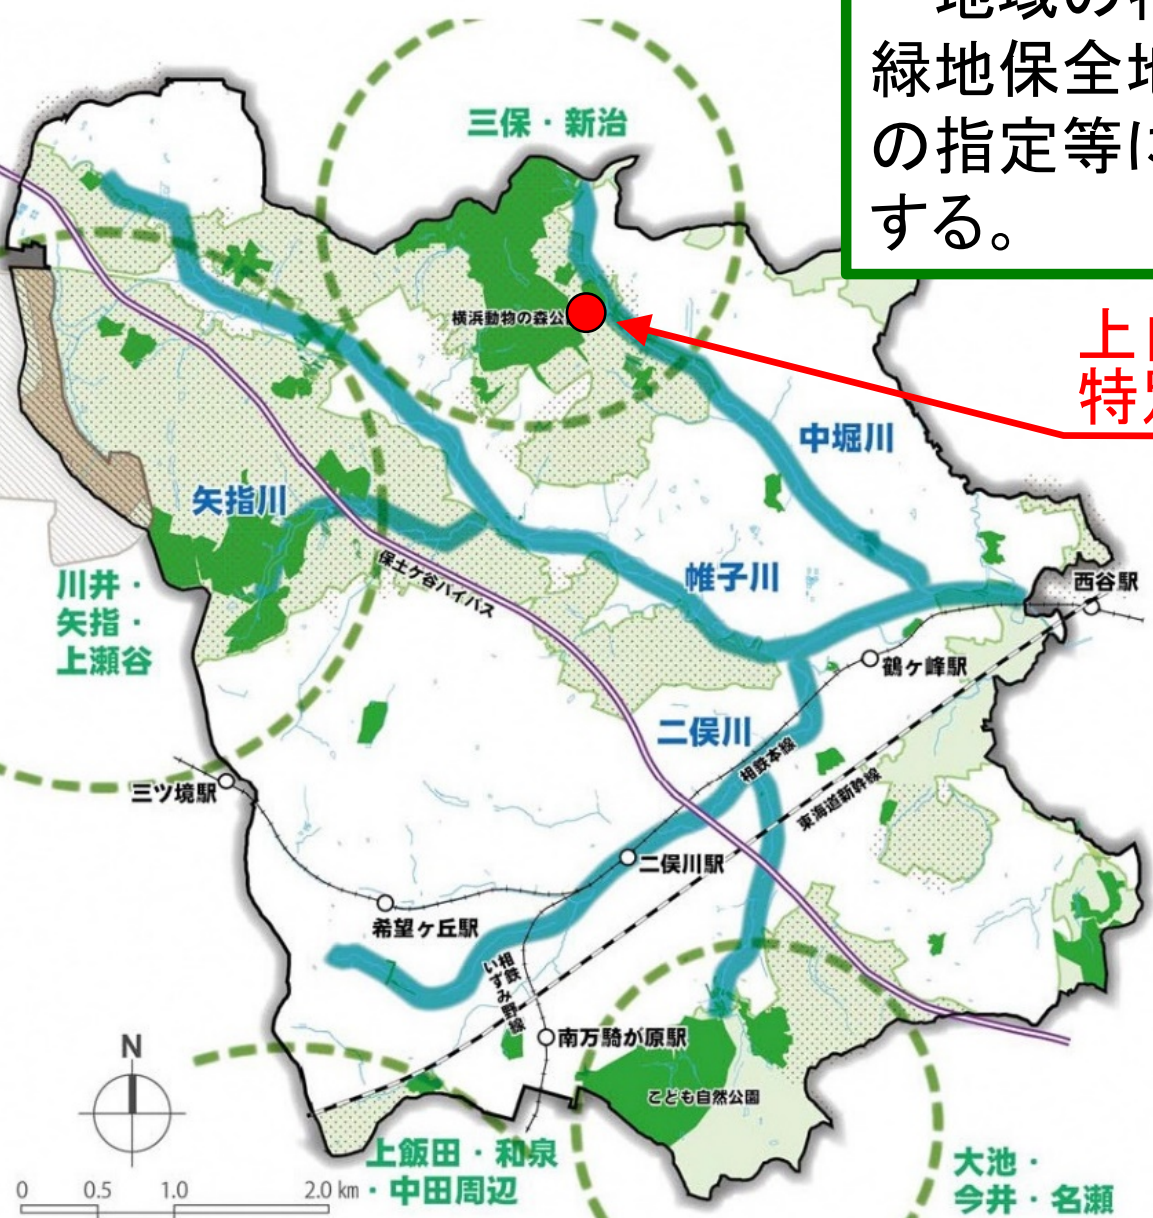 緑地保全地
の指定等に
する。
三保・新治
横浜動物の森公
中堀川
矢指川
保土ケ谷バイパス
帷子川
西谷駅
川井・
矢指・
上瀬谷
鶴ヶ峰駅
二俣川
相鉄本線
東海道新幹線
三ツ境駅
二俣川駅
希望ヶ丘駅
相鉄
いずみ野線
南万騎が原駅
N
こども自然公園
上飯田・和泉
・中田周辺
大池・
今井・名瀬
0 0.5 1.0 2.0 km